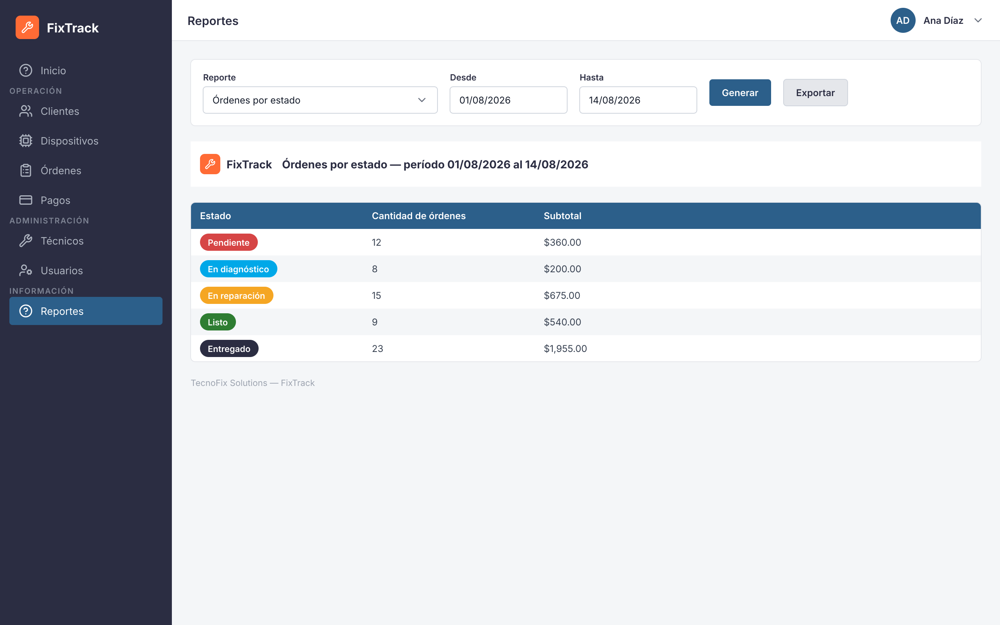 FixTrack
Inicio
OPERACIÓN
Clientes
Dispositivos
Órdenes
Pagos
ADMINISTRACIÓN
Técnicos
Usuarios
INFORMACIÓN
Reportes
Reportes
AD Ana Díaz
Reporte Desde Hasta
Órdenes por estado 01/08/2026 14/08/2026 Generar Exportar
FixTrack Órdenes por estado — período 01/08/2026 al 14/08/2026
Estado Cantidad de órdenes Subtotal
Pendiente 12 $360.00
En diagnóstico 8 $200.00
En reparación 15 $675.00
Listo 9 $540.00
Entregado 23 $1,955.00
TecnoFix Solutions — FixTrack